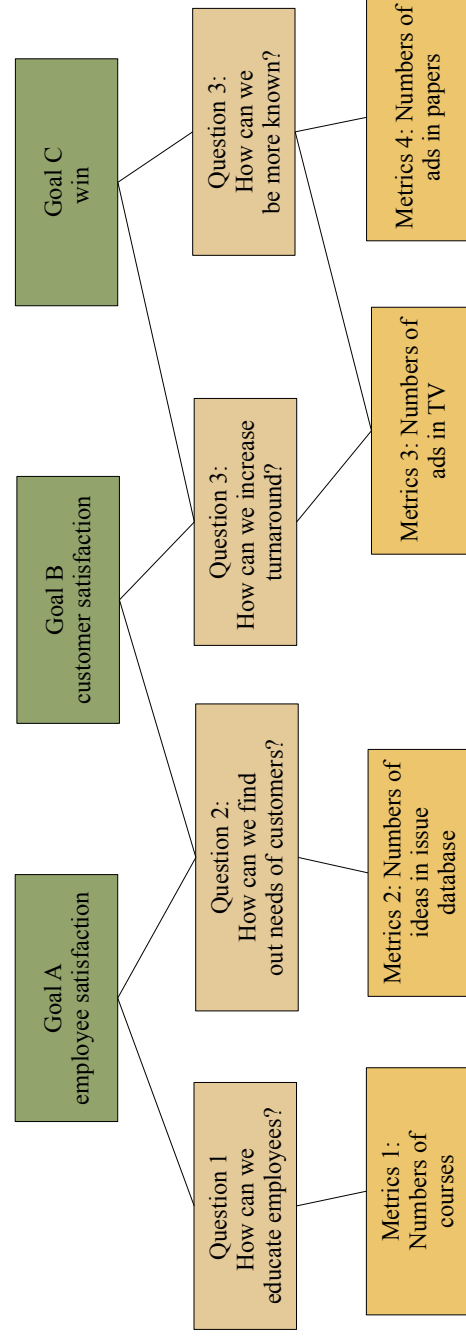 Goal A
employee satisfaction
Goal B
customer satisfaction
Goal C
win
Question 1
How can we
educate employees?
Question 2:
How can we find
out needs of customers?
Question 3:
How can we increase
turnaround?
Question 3:
How can we
be more known?
Metrics 1:
Numbers of
courses
Metrics 2: Numbers of
ideas in issue
database
Metrics 3: Numbers of
ads in TV
Metrics 4: Numbers of
ads in papers